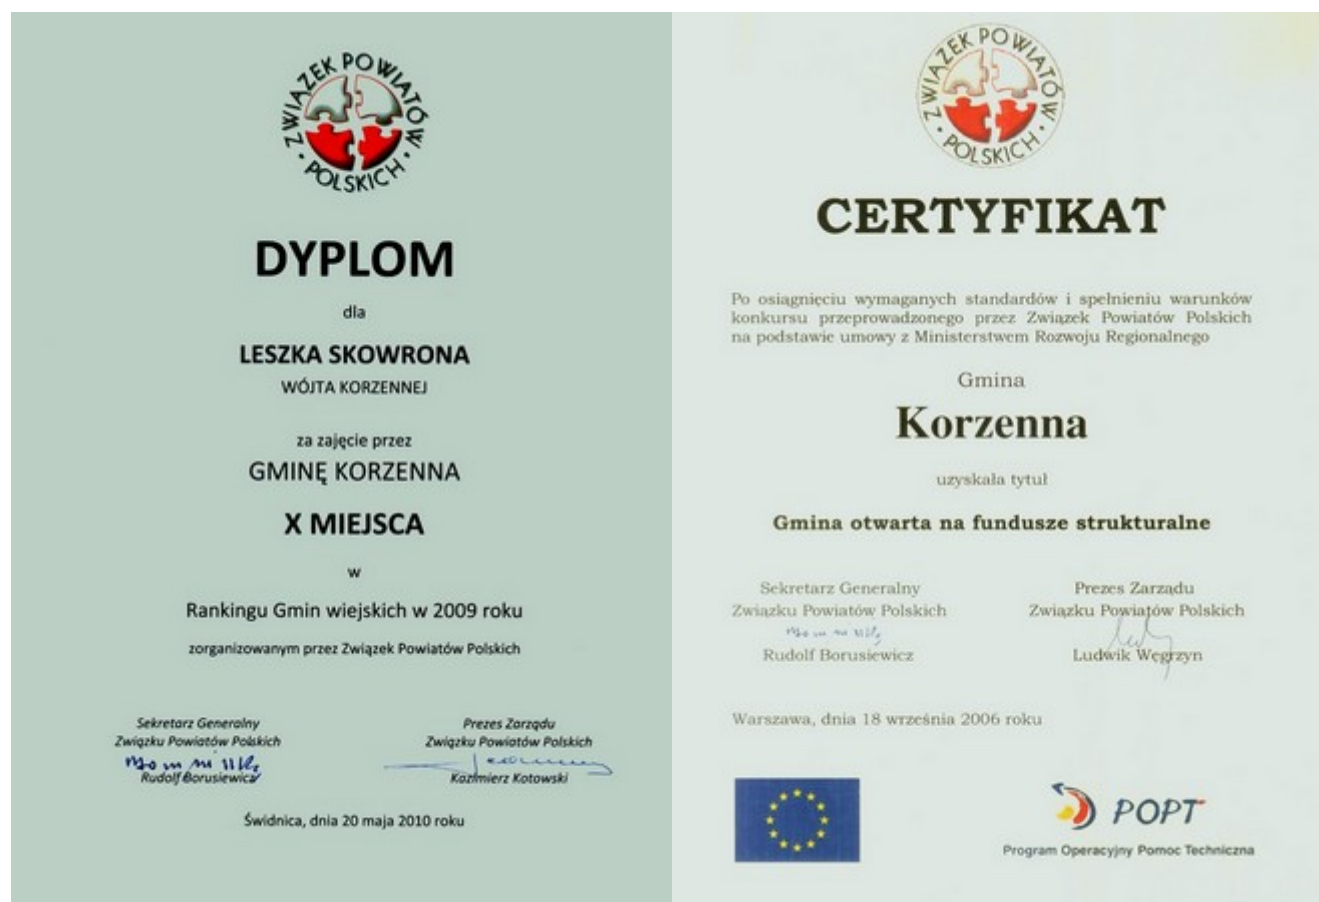 ZWIĄZEK POWIATÓW
POLSKICH
DYPLOM
dla
LESZKA SKOWRONA
WÓJTA KORZENNEJ
za zajęcie przez
GMINĘ KORZENNA
X MIEJSCA
w
Rankingu Gmin wiejskich w 2009 roku
zorganizowanym przez Związek Powiatów Polskich
Sekretarz Generalny
Związku Powiatów Polskich
Rudolf Borusiewicz
Prezes Zarządu
Związku Powiatów Polskich
Kazimierz Kotowski
Świdnica, dnia 20 maja 2010 roku
ZWIĄZEK POWIATÓW
POLSKICH
CERTYFIKAT
Po osiągnięciu wymaganych standardów i spełnieniu warunków
konkursu przeprowadzonego przez Związek Powiatów Polskich
na podstawie umowy z Ministerstwem Rozwoju Regionalnego
Gmina
Korzenna
uzyskała tytuł
Gmina otwarta na fundusze strukturalne
Sekretarz Generalny
Związku Powiatów Polskich
Rudolf Borusiewicz
Prezes Zarządu
Związku Powiatów Polskich
Ludwik Węgrzyn
Warszawa, dnia 18 września 2006 roku
POPT
Program Operacyjny Pomoc Techniczna